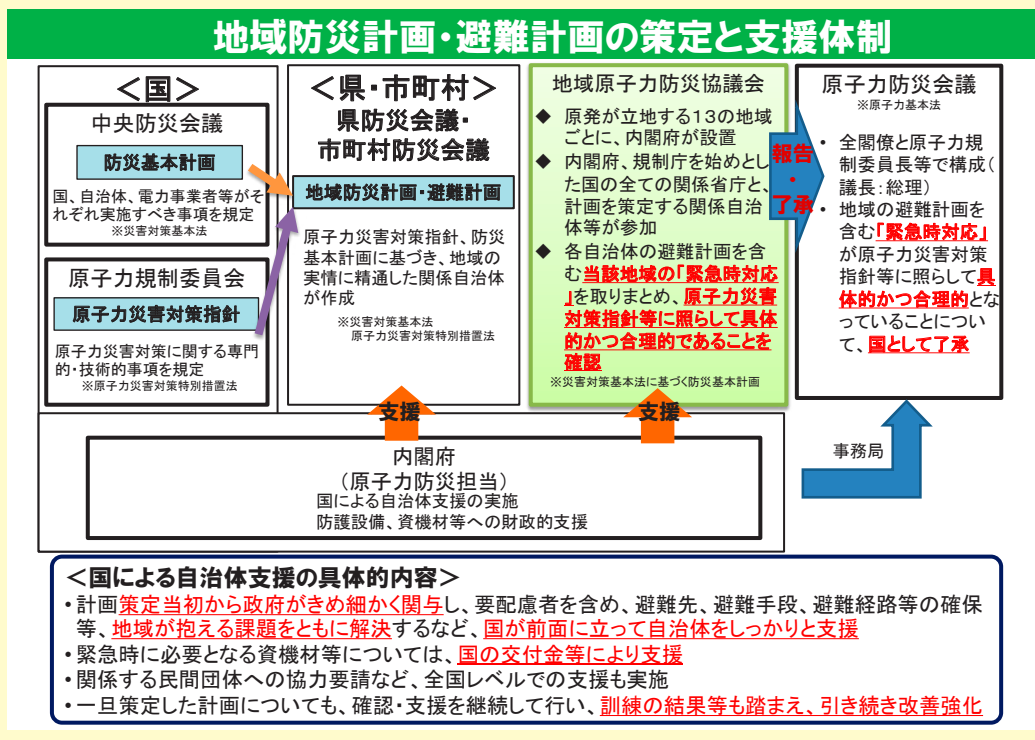 地域防災計画・避難計画の策定と支援体制
＜国＞
中央防災会議
防災基本計画
国、自治体、電力事業者等がそ
れぞれ実施すべき事項を規定
※災害対策基本法
原子力規制委員会
原子力災害対策指針
原子力災害対策に関する専門
的・技術的事項を規定
※原子力災害対策特別措置法
＜県・市町村＞
県防災会議・
市町村防災会議
地域防災計画・避難計画
原子力災害対策指針、防災
基本計画に基づき、地域の
実情に精通した関係自治体
が作成
※災害対策基本法
原子力災害対策特別措置法
支援
地域原子力防災協議会
◆ 原発が立地する13の地域
ごとに、内閣府が設置
◆ 内閣府、規制庁を始めとし
た国の全ての関係省庁と、
計画を策定する関係自治
体等が参加
◆ 各自治体の避難計画を含
む当該地域の「緊急時対応
」を取りまとめ、原子力災害
対策指針等に照らして具体
的かつ合理的であることを
確認
※災害対策基本法に基づく防災基本計画
支援
報告
・
了承
原子力防災会議
※原子力基本法
• 全閣僚と原子力規
制委員長等で構成（
議長：総理）
• 地域の避難計画を
含む「緊急時対応」
が原子力災害対策
指針等に照らして具
体的かつ合理的とな
っていることについ
て、国として了承
事務局
内閣府
（原子力防災担当）
国による自治体支援の実施
防護設備、資機材等への財政的支援
＜国による自治体支援の具体的内容＞
・計画策定当初から政府がきめ細かく関与し、要配慮者を含め、避難先、避難手段、避難経路等の確保
等、地域が抱える課題をともに解決するなど、国が前面に立って自治体をしっかりと支援
・緊急時に必要となる資機材等については、国の交付金等により支援
・関係する民間団体への協力要請など、全国レベルでの支援も実施
・一旦策定した計画についても、確認・支援を継続して行い、訓練の結果等も踏まえ、引き続き改善強化